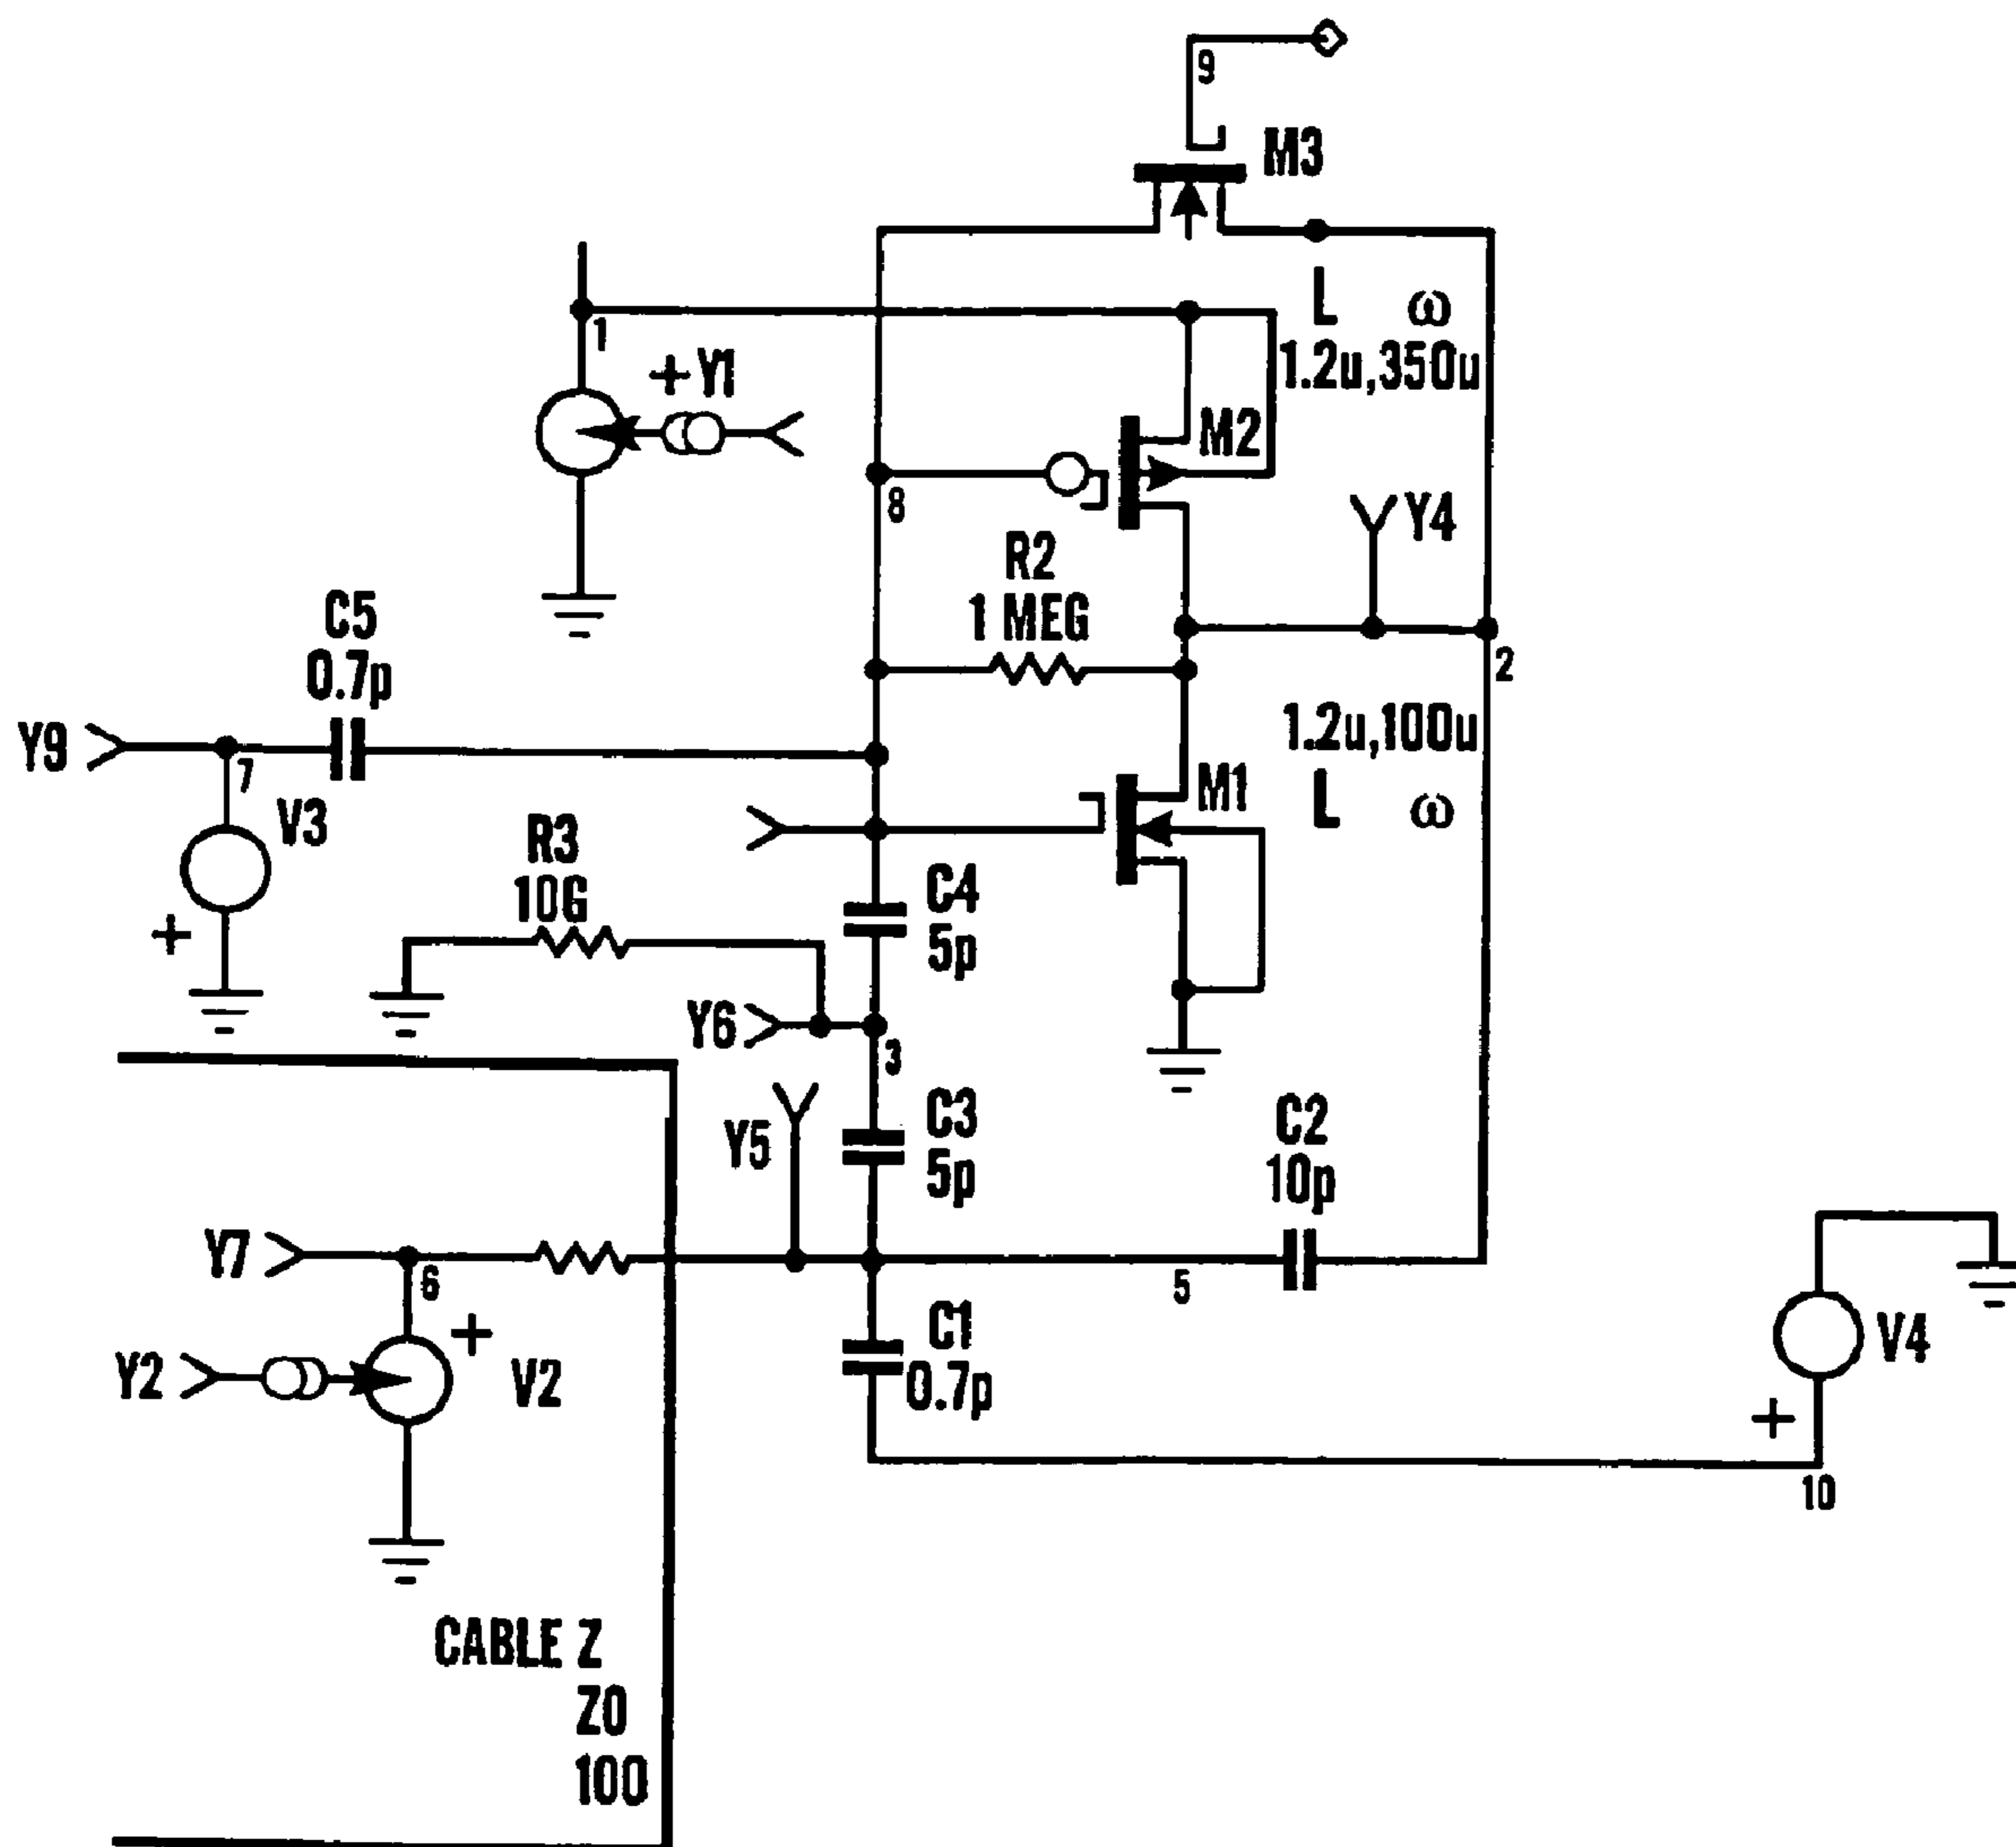 9
M3
L ω
1.2u,350u
1
+ Y1
M2
8
Y4
R2
1 MEG
2
C5
0.7p
Y9
7
V3
+
1.2u,100u
L ω
M1
R3
10G
C4
5p
Y6
3
Y5
C3
5p
C2
10p
Y7
6
5
+
V2
Y2
C1
0.7p
V4
+
10
CABLE Z
Z0
100